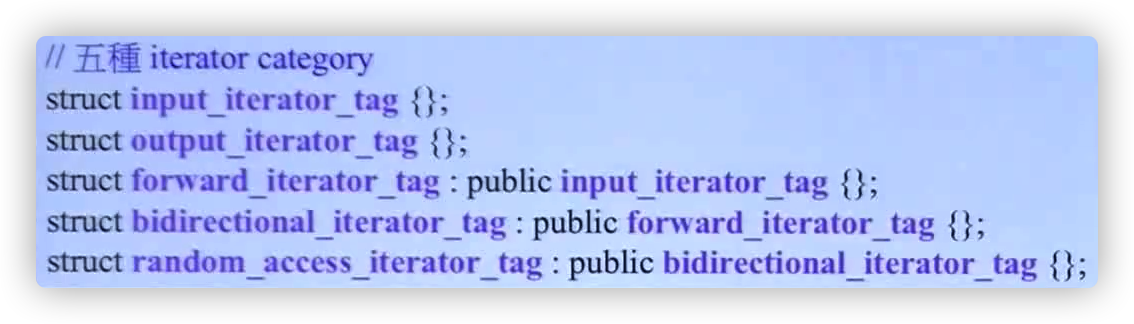 // 五種 iterator category
struct input_iterator_tag {};
struct output_iterator_tag {};
struct forward_iterator_tag : public input_iterator_tag {};
struct bidirectional_iterator_tag : public forward_iterator_tag {};
struct random_access_iterator_tag : public bidirectional_iterator_tag {};